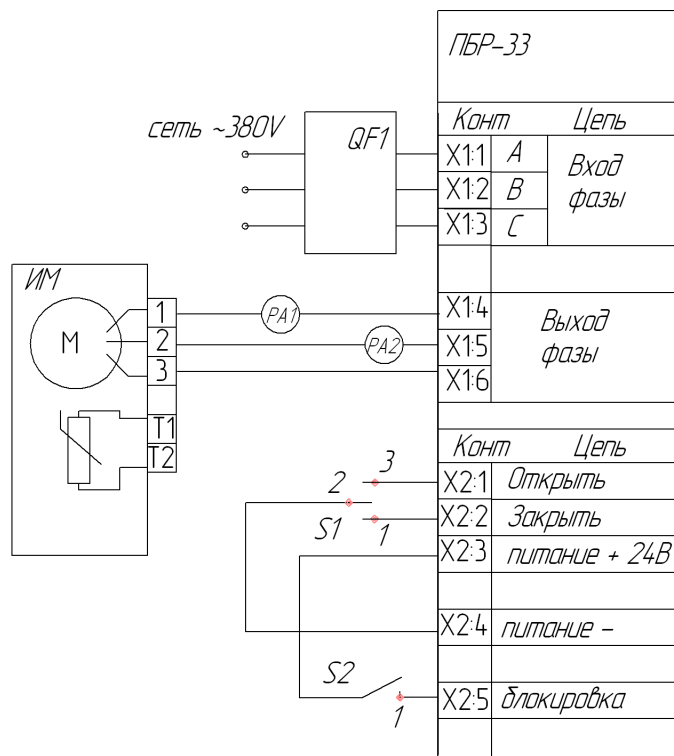 ПБР-33
сеть ~380V
QF1
Конт Цепь
X1:1 A Вход фазы
X1:2 B
X1:3 C
ИМ
M
1
2
3
T1
T2
PA1
PA2
X1:4 Выход фазы
X1:5
X1:6
Конт Цепь
X2:1 Открыть
X2:2 Закрыть
X2:3 питание + 24В
X2:4 питание -
X2:5 блокировка
3
2
S1
1
S2
1